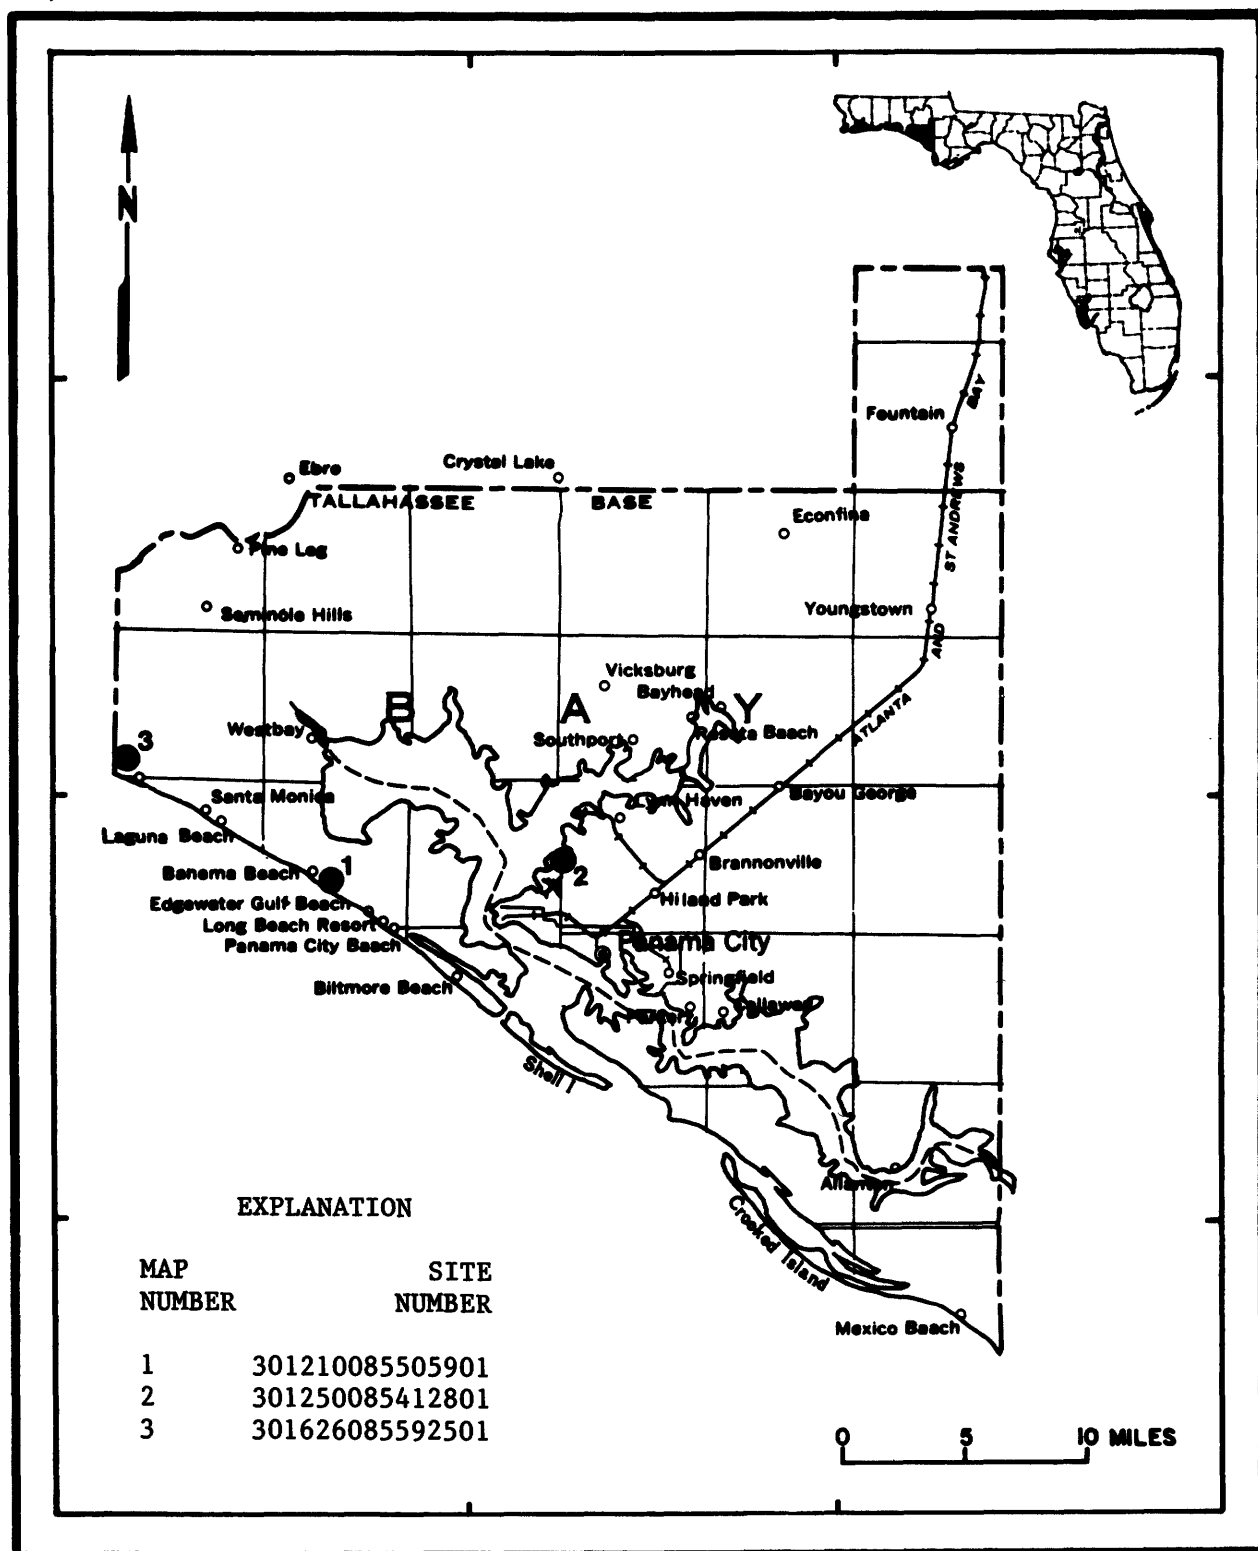 N
Ebro
Crystal Lake
TALLAHASSEE BASE
Fountain
BAY
ST ANDREWS
AND
ATLANTA
Econfina
Pine Log
Seminole Hills
Youngstown
Vicksburg
Bayhead
B A Y
Westbay
Southport
Resota Beach
3
Santa Monica
Lynn Haven
Bayou George
Laguna Beach
1
2
Brannonville
Banema Beach
Edgewater Gulf Beach
Hiland Park
Long Beach Resort
Panama City
Panama City Beach
Springfield
Biltmore Beach
Parker
Callaway
Shell I
Allanton
Crooked Island
Mexico Beach
EXPLANATION
MAP SITE
NUMBER NUMBER
1 301210085505901
2 301250085412801
3 301626085592501
0 5 10 MILES